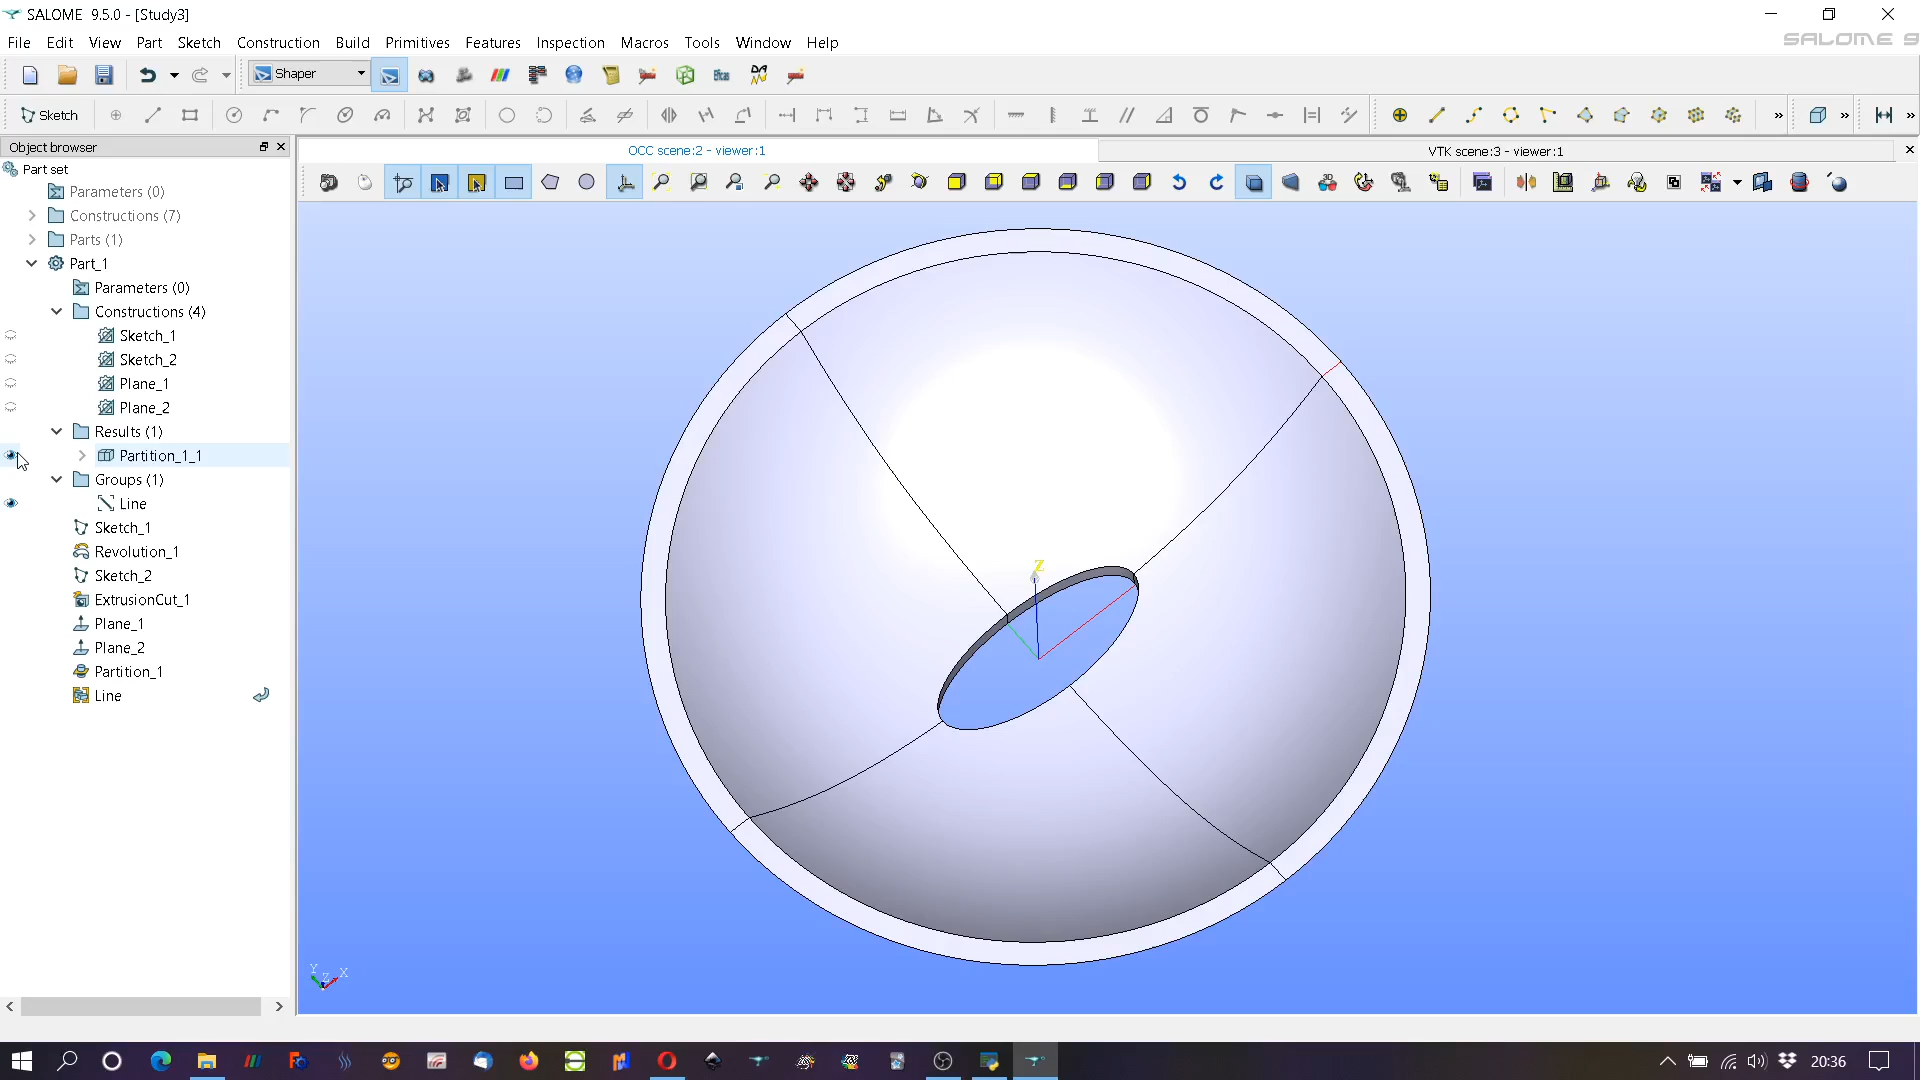 SALOME 9.5.0 - [Study3]
File Edit View Part Sketch Construction Build Primitives Features Inspection Macros Tools Window Help
SALOME 9
Shaper
Eficas
Sketch
» » »
Object browser
OCC scene:2 - viewer:1
VTK scene:3 - viewer:1
Part set
Parameters (0)
Constructions (7)
Parts (1)
Part_1
Parameters (0)
Constructions (4)
Sketch_1
Sketch_2
Plane_1
Plane_2
Results (1)
Partition_1_1
Groups (1)
Line
Sketch_1
Revolution_1
Sketch_2
ExtrusionCut_1
Plane_1
Plane_2
Partition_1
Line
Z
Y Z X
20:36